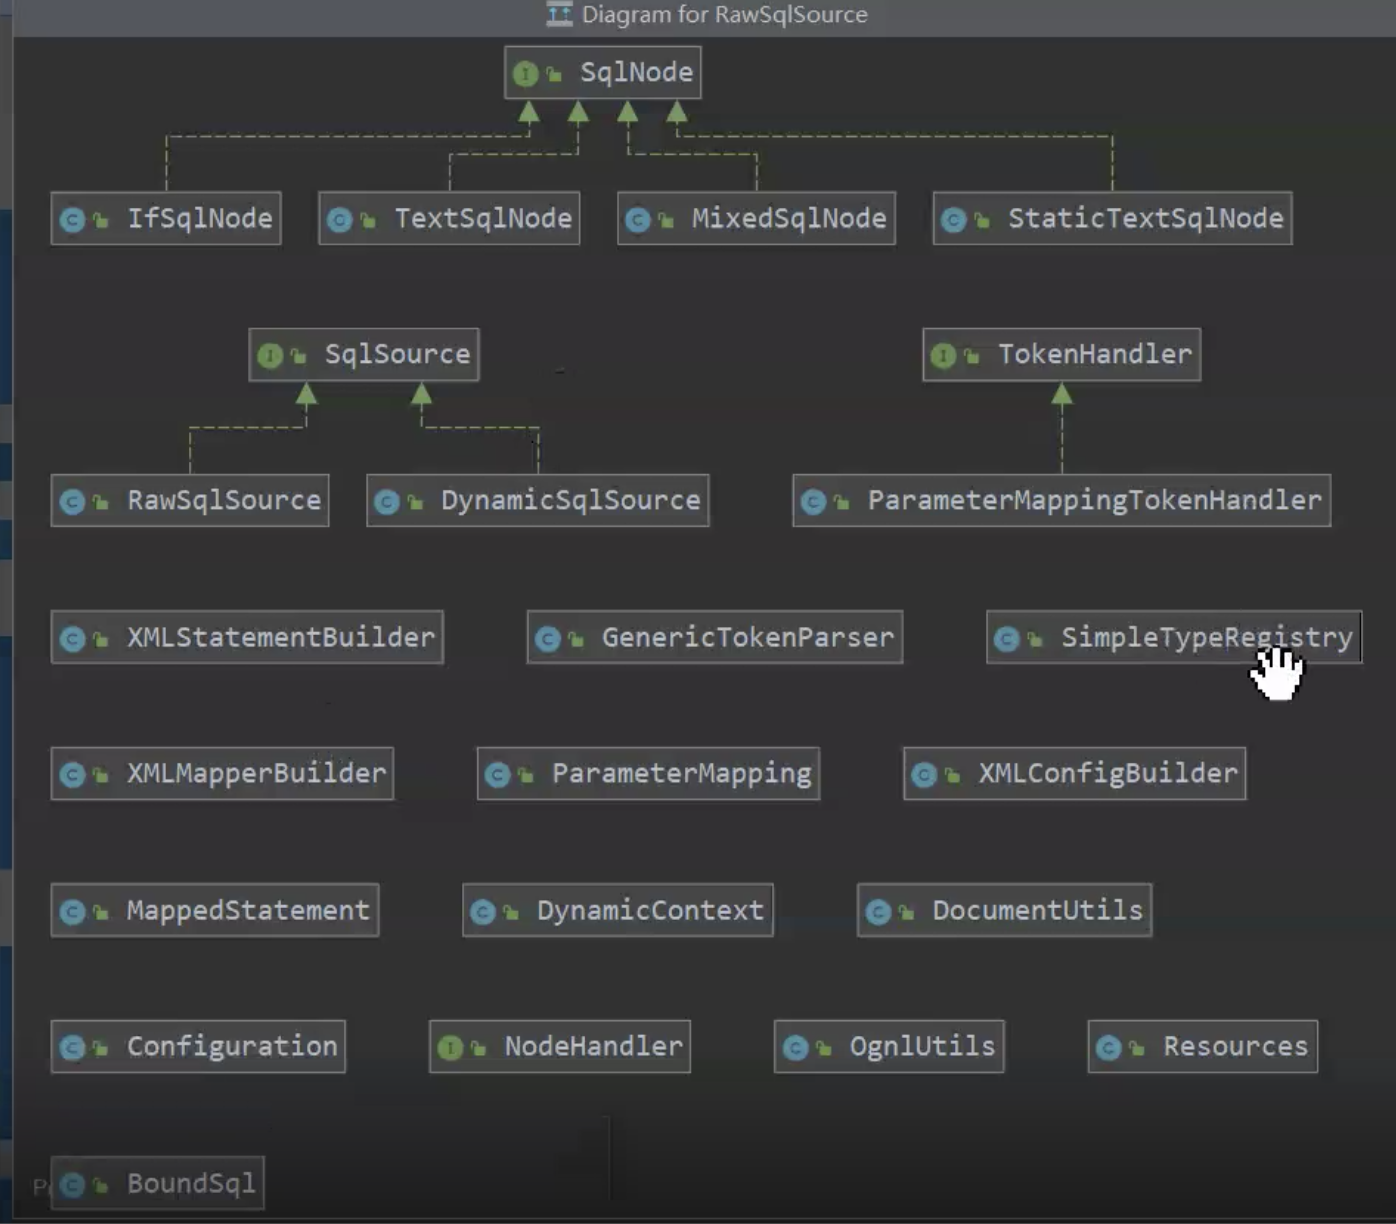 Diagram for RawSqlSource
SqlNode
IfSqlNode TextSqlNode MixedSqlNode StaticTextSqlNode
SqlSource TokenHandler
RawSqlSource DynamicSqlSource ParameterMappingTokenHandler
XMLStatementBuilder GenericTokenParser SimpleTypeRegistry
XMLMapperBuilder ParameterMapping XMLConfigBuilder
MappedStatement DynamicContext DocumentUtils
Configuration NodeHandler OgnlUtils Resources
BoundSql